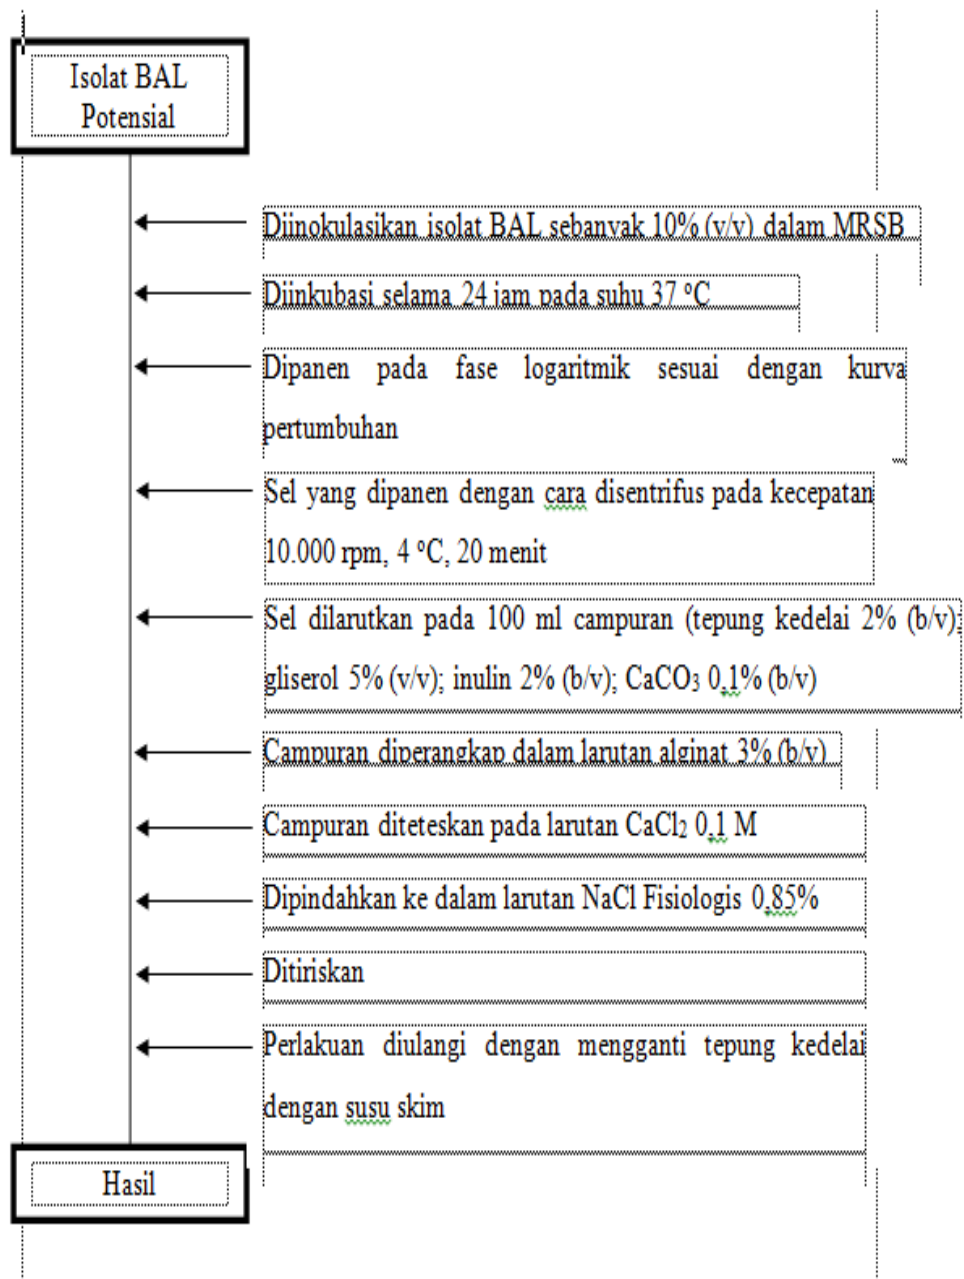 Isolat BAL
Potensial
Diinokulasikan isolat BAL sebanyak 10% (v/v) dalam MRSB
Diinkubasi selama 24 jam pada suhu 37 °C
Dipanen pada fase logaritmik sesuai dengan kurva
pertumbuhan
Sel yang dipanen dengan cara disentrifus pada kecepatan
10.000 rpm, 4 °C, 20 menit
Sel dilarutkan pada 100 ml campuran (tepung kedelai 2% (b/v);
gliserol 5% (v/v); inulin 2% (b/v); CaCO₃ 0,1% (b/v)
Campuran diperangkap dalam larutan alginat 3% (b/v)
Campuran diteteskan pada larutan CaCl₂ 0,1 M
Dipindahkan ke dalam larutan NaCl Fisiologis 0,85%
Ditiriskan
Perlakuan diulangi dengan mengganti tepung kedelai
dengan susu skim
Hasil